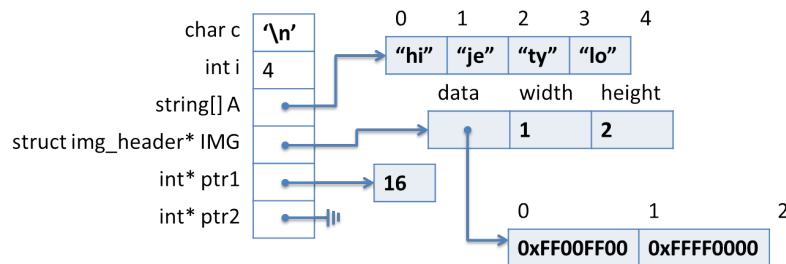 char c '\n'
0 1 2 3 4
int i 4
“hi” “je” “ty” “lo”
string[] A
data width height
struct img_header* IMG
1 2
int* ptr1
16
int* ptr2
0 1 2
0xFF00FF00 0xFFFF0000